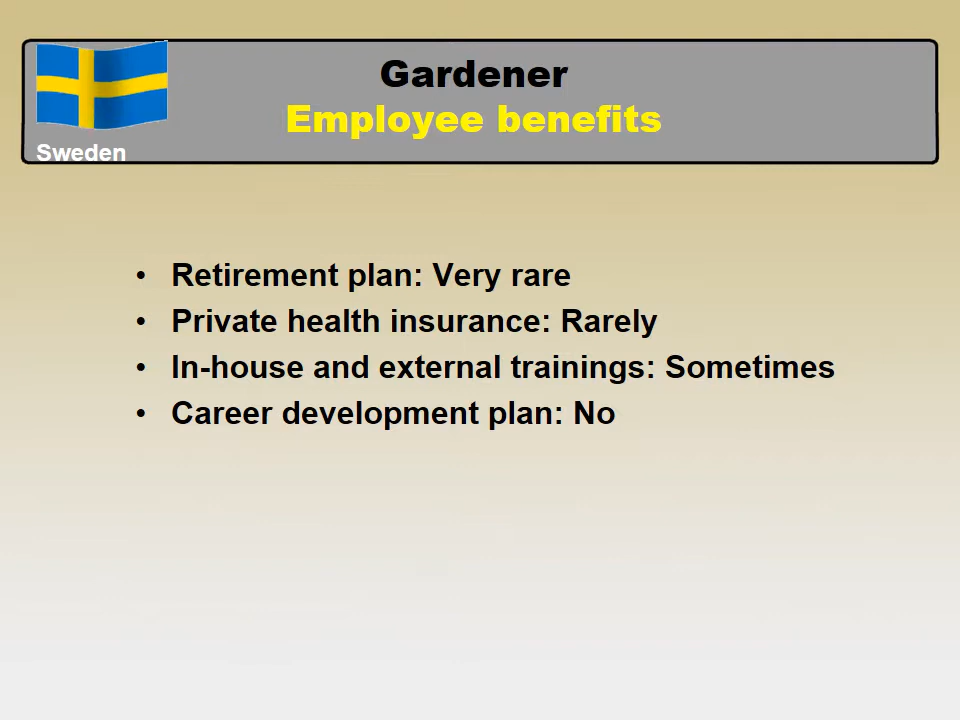 Gardener
Employee benefits
Sweden
• Retirement plan: Very rare
• Private health insurance: Rarely
• In-house and external trainings: Sometimes
• Career development plan: No